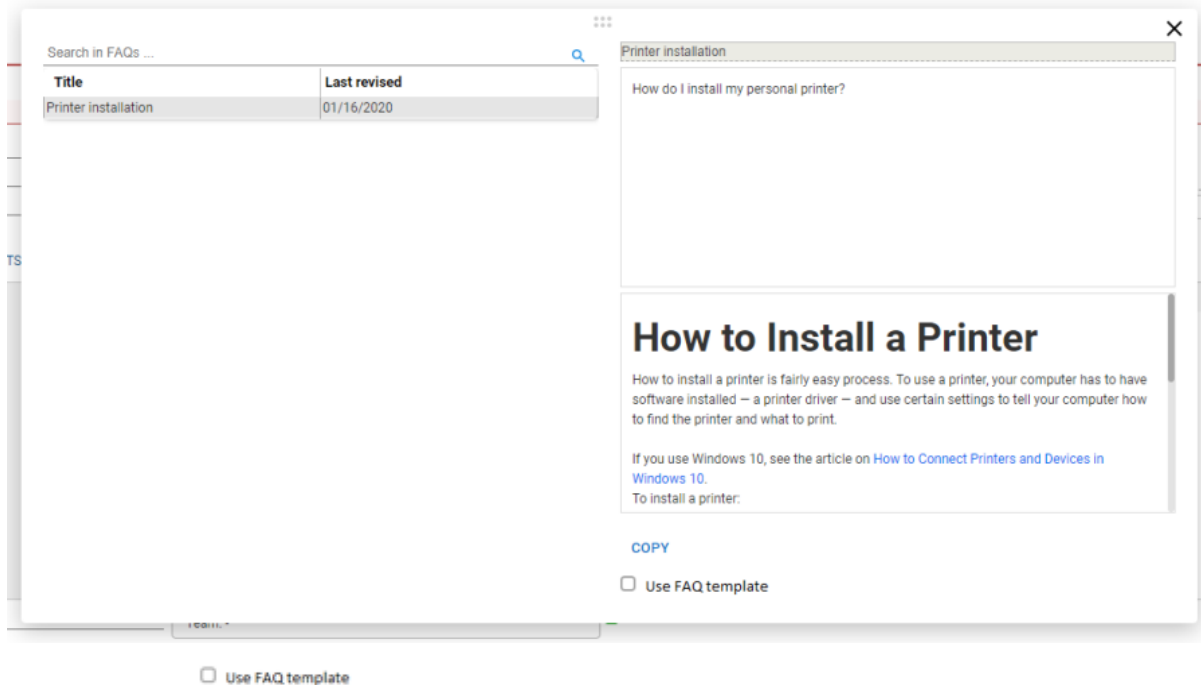 Search in FAQs ...
Title Last revised
Printer installation 01/16/2020
Printer installation
How do I install my personal printer?
How to Install a Printer
How to install a printer is fairly easy process. To use a printer, your computer has to have
software installed — a printer driver — and use certain settings to tell your computer how
to find the printer and what to print.
If you use Windows 10, see the article on How to Connect Printers and Devices in
Windows 10.
To install a printer:
COPY
Use FAQ template
TS
Team: -
Use FAQ template